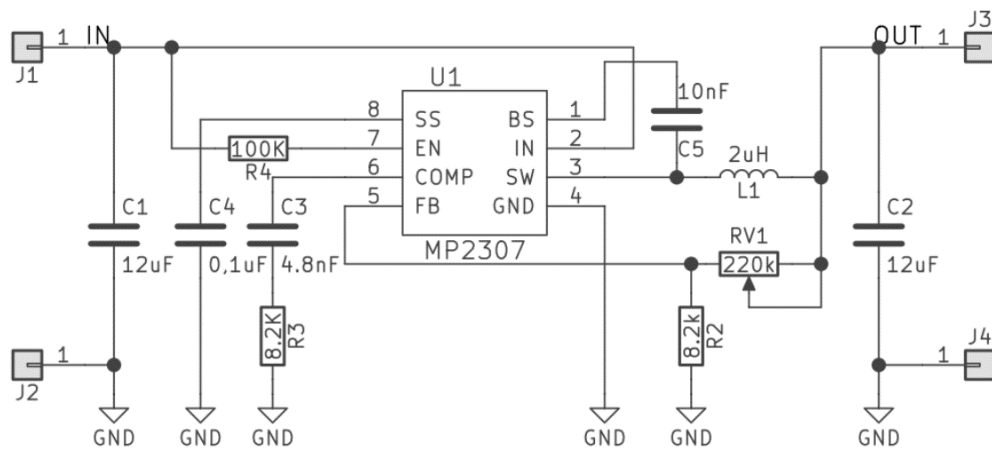 1 IN
J1
U1
OUT 1 J3
8 SS BS 1
10nF
100K 7 EN IN 2
R4
C5
6 COMP SW 3
2uH
L1
5 FB GND 4
MP2307
C1
12uF
C4
0,1uF
C3
4.8nF
RV1
220k
C2
12uF
8.2K R3
8.2k R2
1
J2
1 J4
GND GND GND GND GND GND